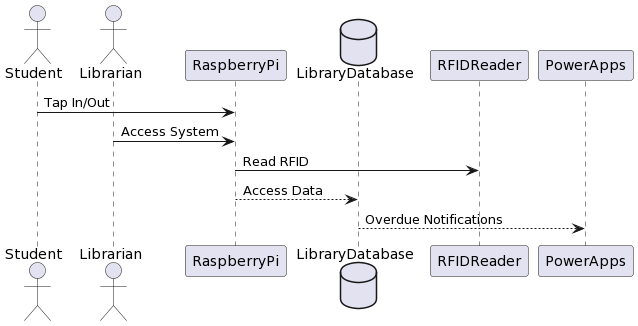 Student
Librarian
RaspberryPi
LibraryDatabase
RFIDReader
PowerApps
Tap In/Out
Access System
Read RFID
Access Data
Overdue Notifications
Student
Librarian
RaspberryPi
LibraryDatabase
RFIDReader
PowerApps